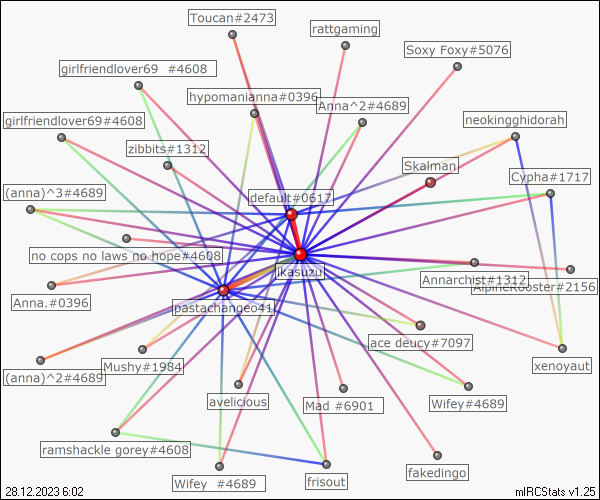 Toucan#2473
rattgaming
Soxy Foxy#5076
girlfriendlover69 #4608
hypomanianna#0396
Anna^2#4689
girlfriendlover69#4608
neokingghidorah
zibbits#1312
Skalman
Cypha#1717
(anna)^3#4689
default#0617
no cops no laws no hope#4608
jkasuzu
Annarchist#1312
AlpineRooster#2156
Anna.#0396
pastachange41
ace deucy#7097
Mushy#1984
xenoyaut
(anna)^2#4689
avelicious
Mad #6901
Wifey#4689
ramshackle gorey#4608
fakedingo
Wifey #4689
frisout
28.12.2023 6:02
mIRCStats v1.25